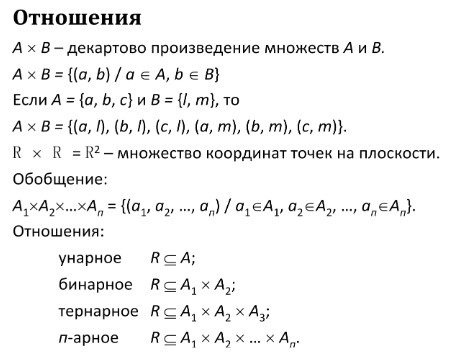 Отношения
A × B – декартово произведение множеств A и B.
A × B = {(a, b) / a ∈ A, b ∈ B}
Если A = {a, b, c} и B = {l, m}, то
A × B = {(a, l), (b, l), (c, l), (a, m), (b, m), (c, m)}.
R × R = R² – множество координат точек на плоскости.
Обобщение:
A₁×A₂×…×Aₙ = {(a₁, a₂, …, aₙ) / a₁∈A₁, a₂∈A₂, …, aₙ∈Aₙ}.
Отношения:
унарное R ⊆ A;
бинарное R ⊆ A₁ × A₂;
тернарное R ⊆ A₁ × A₂ × A₃;
n-арное R ⊆ A₁ × A₂ × … × Aₙ.